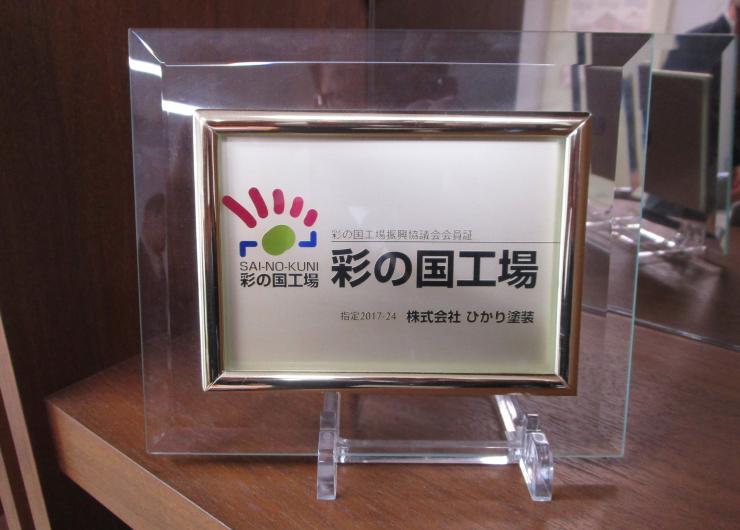 SAI-NO-KUNI
彩の国工場
彩の国工場振興協議会会員証
彩の国工場
指定2017-24 株式会社 ひかり塗装